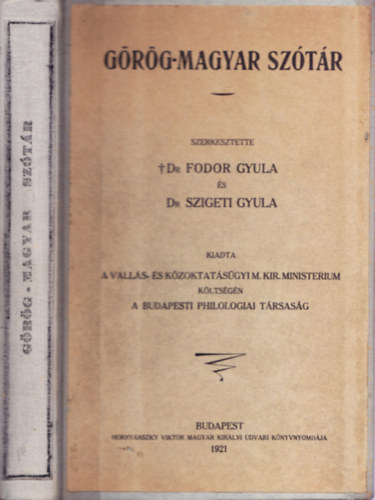 GÖRÖG-MAGYAR SZÓTÁR
GÖRÖG-MAGYAR SZÓTÁR
SZERKESZTETTE
†DR FODOR GYULA
ÉS
DR SZIGETI GYULA
KIADTA
A VALLÁS- ÉS KÖZOKTATÁSÜGYI M. KIR. MINISTERIUM
KÖLTSÉGÉN
A BUDAPESTI PHILOLOGIAI TÁRSASÁG
BUDAPEST
HORNYÁNSZKY VIKTOR MAGYAR KIRÁLYI UDVARI KÖNYVNYOMDÁJA
1921